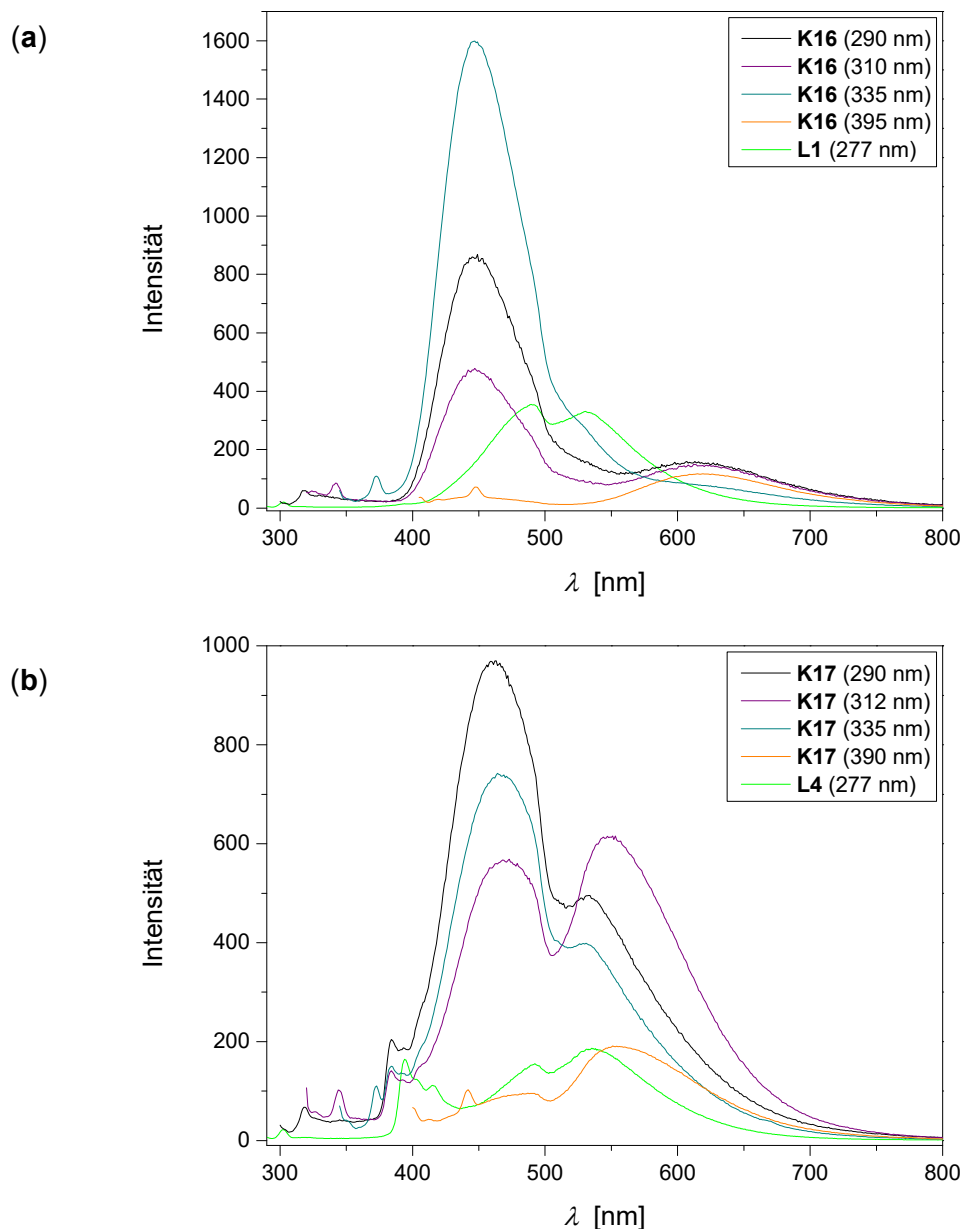 (a)
1600
1400
1200
1000
800
600
400
200
0
Intensität
K16 (290 nm)
K16 (310 nm)
K16 (335 nm)
K16 (395 nm)
L1 (277 nm)
300 400 500 600 700 800
λ [nm]
(b)
1000
800
600
400
200
0
Intensität
K17 (290 nm)
K17 (312 nm)
K17 (335 nm)
K17 (390 nm)
L4 (277 nm)
300 400 500 600 700 800
λ [nm]